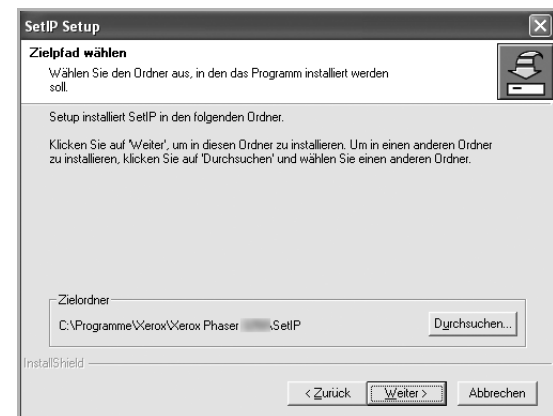 SetIP Setup
Zielpfad wählen
Wählen Sie den Ordner aus, in den das Programm installiert werden
soll.
Setup installiert SetIP in den folgenden Ordner.
Klicken Sie auf 'Weiter', um in diesen Ordner zu installieren. Um in einen anderen Ordner
zu installieren, klicken Sie auf 'Durchsuchen' und wählen Sie einen anderen Ordner.
Zielordner
C:\Programme\Xerox\Xerox Phaser \SetIP
Durchsuchen...
InstallShield
< Zurück
Weiter >
Abbrechen